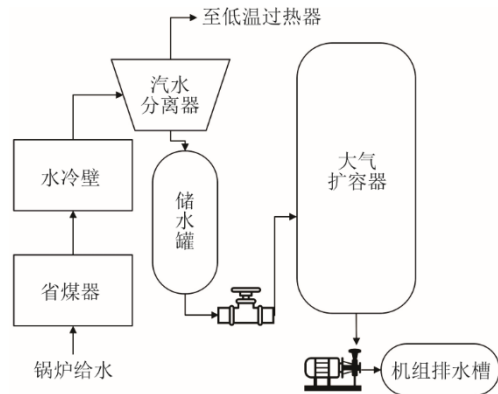 至低温过热器
汽水
分离器
水冷壁
储
水
罐
大气
扩容器
省煤器
锅炉给水
机组排水槽